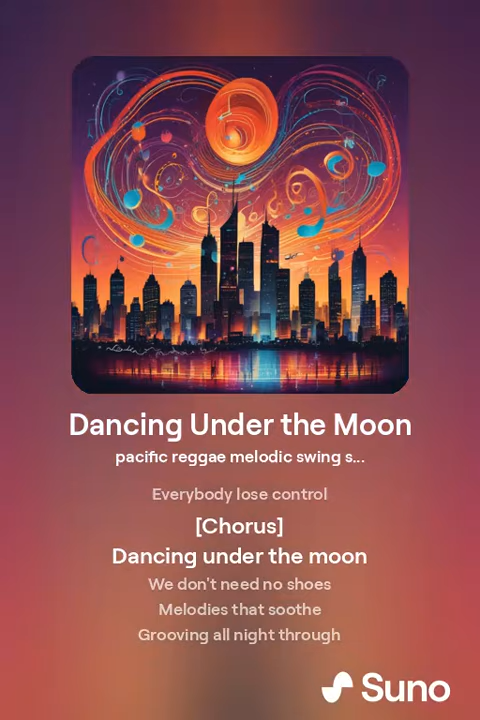 Dancing Under the Moon
pacific reggae melodic swing s...
Everybody lose control
[Chorus]
Dancing under the moon
We don't need no shoes
Melodies that soothe
Grooving all night through
Suno